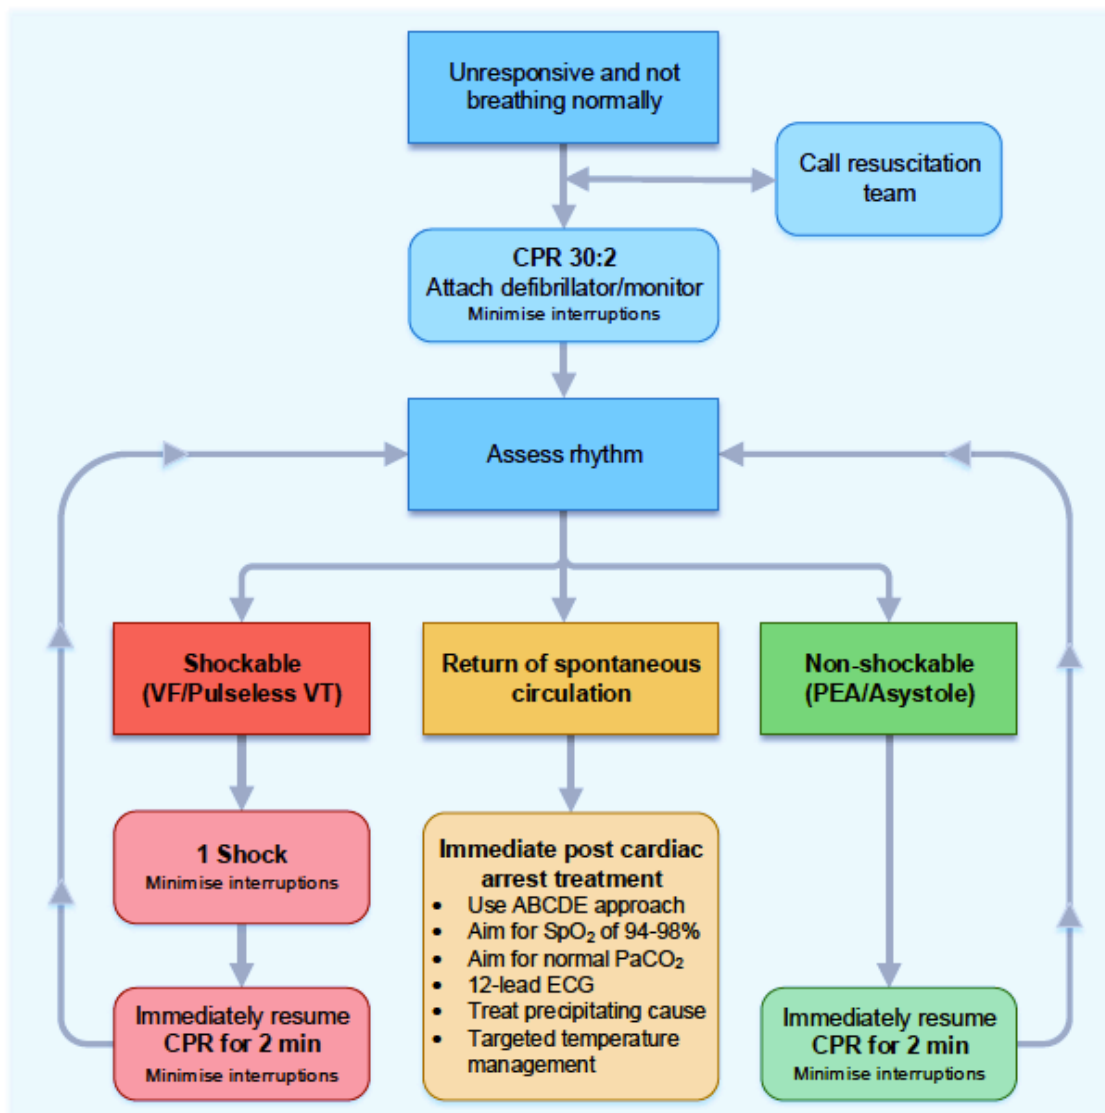 Unresponsive and not
breathing normally
Call resuscitation
team
CPR 30:2
Attach defibrillator/monitor
Minimise interruptions
Assess rhythm
Shockable
(VF/Pulseless VT)
Return of spontaneous
circulation
Non-shockable
(PEA/Asystole)
1 Shock
Minimise interruptions
Immediate post cardiac
arrest treatment
• Use ABCDE approach
• Aim for SpO₂ of 94-98%
• Aim for normal PaCO₂
• 12-lead ECG
• Treat precipitating cause
• Targeted temperature
management
Immediately resume
CPR for 2 min
Minimise interruptions
Immediately resume
CPR for 2 min
Minimise interruptions